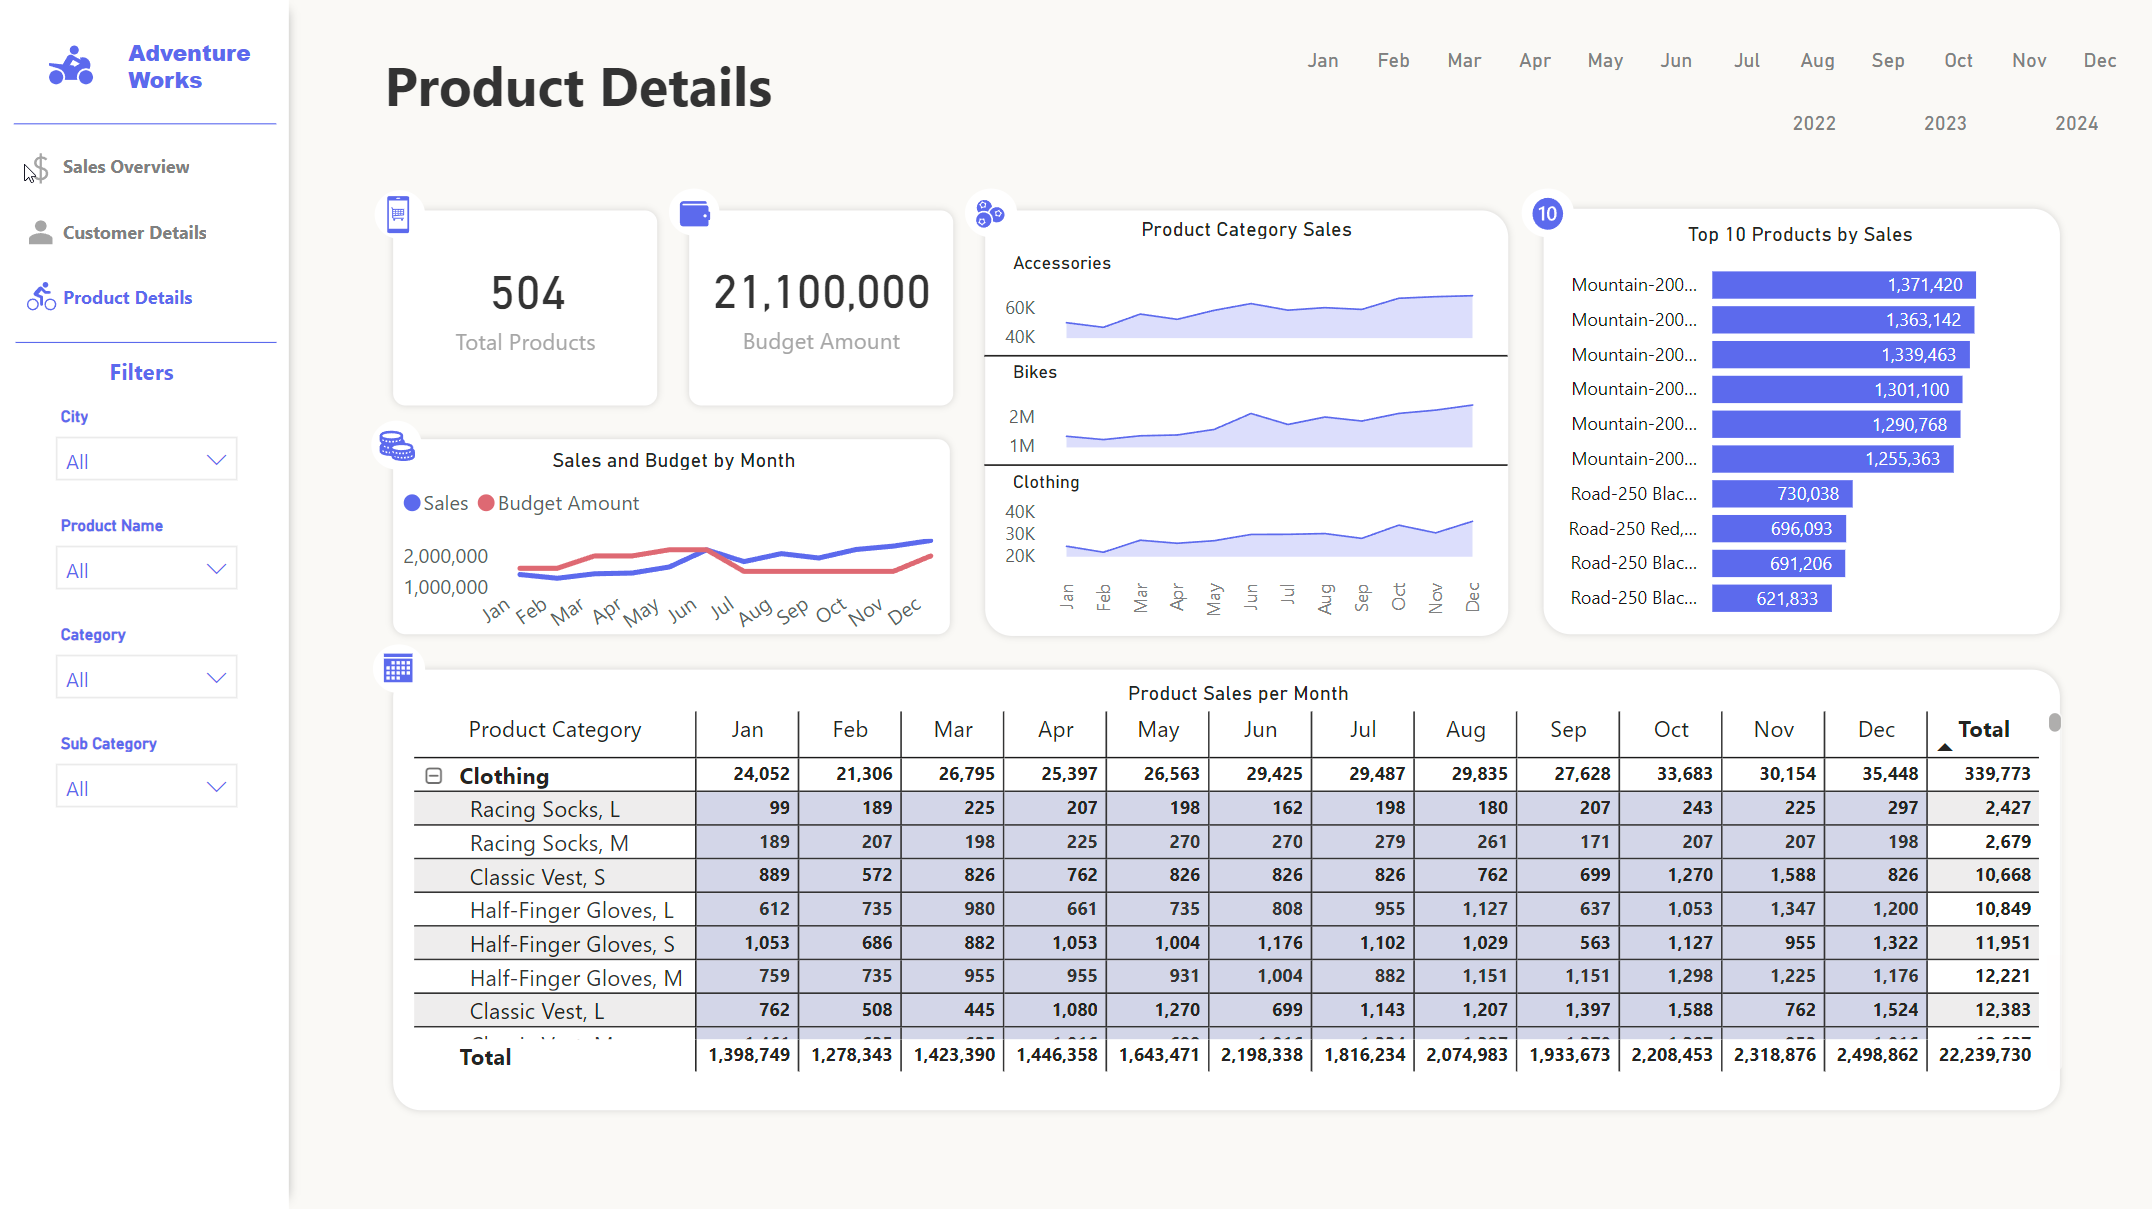 Adventure
Works
Sales Overview
Customer Details
Product Details
Filters
City
All
Product Name
All
Category
All
Sub Category
All
Product Details
Jan Feb Mar Apr May Jun Jul Aug Sep Oct Nov Dec
2022 2023 2024
504
Total Products
21,100,000
Budget Amount
Sales and Budget by Month
Sales Budget Amount
2,000,000
1,000,000
Jan Feb Mar Apr May Jun Jul Aug Sep Oct Nov Dec
Product Category Sales
Accessories
60K
40K
Bikes
2M
1M
Clothing
40K
30K
20K
Jan Feb Mar Apr May Jun Jul Aug Sep Oct Nov Dec
10
Top 10 Products by Sales
Mountain-200... 1,371,420
Mountain-200... 1,363,142
Mountain-200... 1,339,463
Mountain-200... 1,301,100
Mountain-200... 1,290,768
Mountain-200... 1,255,363
Road-250 Blac... 730,038
Road-250 Red,... 696,093
Road-250 Blac... 691,206
Road-250 Blac... 621,833
Product Sales per Month
Product Category Jan Feb Mar Apr May Jun Jul Aug Sep Oct Nov Dec Total
Clothing 24,052 21,306 26,795 25,397 26,563 29,425 29,487 29,835 27,628 33,683 30,154 35,448 339,773
Racing Socks, L 99 189 225 207 198 162 198 180 207 243 225 297 2,427
Racing Socks, M 189 207 198 225 270 270 279 261 171 207 207 198 2,679
Classic Vest, S 889 572 826 762 826 826 826 762 699 1,270 1,588 826 10,668
Half-Finger Gloves, L 612 735 980 661 735 808 955 1,127 637 1,053 1,347 1,200 10,849
Half-Finger Gloves, S 1,053 686 882 1,053 1,004 1,176 1,102 1,029 563 1,127 955 1,322 11,951
Half-Finger Gloves, M 759 735 955 955 931 1,004 882 1,151 1,151 1,298 1,225 1,176 12,221
Classic Vest, L 762 508 445 1,080 1,270 699 1,143 1,207 1,397 1,588 762 1,524 12,383
Total 1,398,749 1,278,343 1,423,390 1,446,358 1,643,471 2,198,338 1,816,234 2,074,983 1,933,673 2,208,453 2,318,876 2,498,862 22,239,730